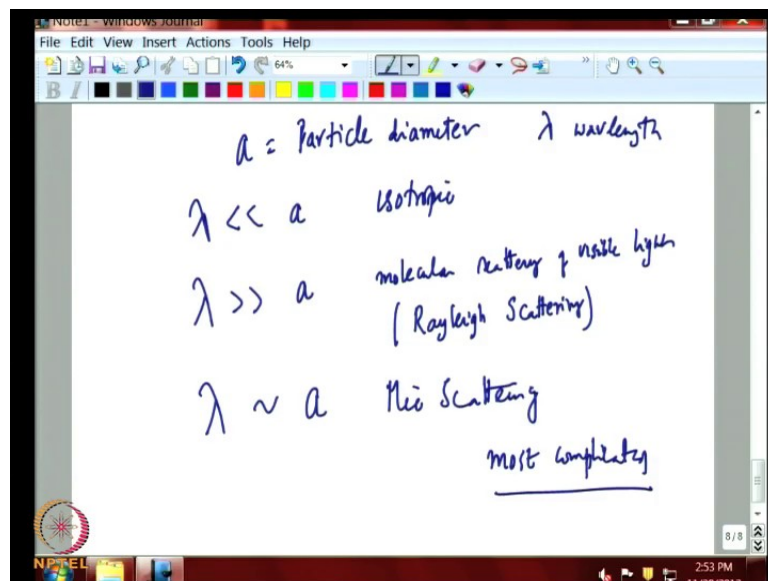 Note1 - Windows Journal
File Edit View Insert Actions Tools Help
64%
B I
a = Particle diameter λ wavlength
λ << a isotropic
λ >> a molecular scattering of visible light
(Rayleigh Scattering)
λ ~ a Mie Scattering
most complicated
8/8
NPTEL
2:53 PM